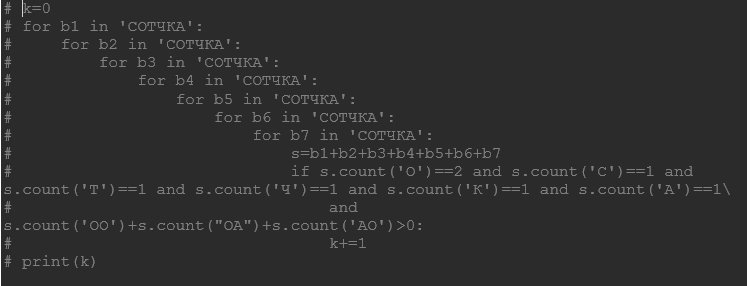 # k=0
# for b1 in 'СОТЧКА':
#     for b2 in 'СОТЧКА':
#         for b3 in 'СОТЧКА':
#             for b4 in 'СОТЧКА':
#                 for b5 in 'СОТЧКА':
#                     for b6 in 'СОТЧКА':
#                         for b7 in 'СОТЧКА':
#                             s=b1+b2+b3+b4+b5+b6+b7
#                             if s.count('О')==2 and s.count('С')==1 and
s.count('Т')==1 and s.count('Ч')==1 and s.count('К')==1 and s.count('А')==1\
#                                 and
s.count('ОО')+s.count("ОА")+s.count('АО')>0:
#                                 k+=1
# print(k)